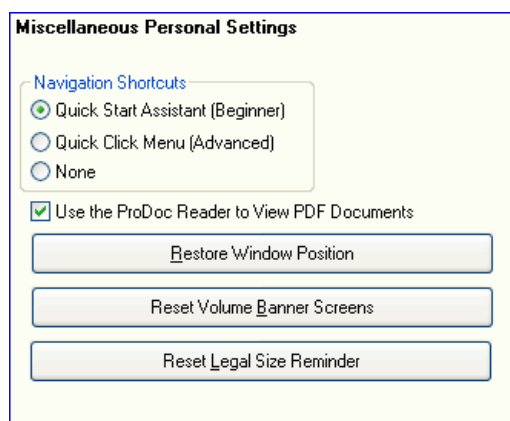 Miscellaneous Personal Settings
Navigation Shortcuts
Quick Start Assistant (Beginner)
Quick Click Menu (Advanced)
None
Use the ProDoc Reader to View PDF Documents
Restore Window Position
Reset Volume Banner Screens
Reset Legal Size Reminder